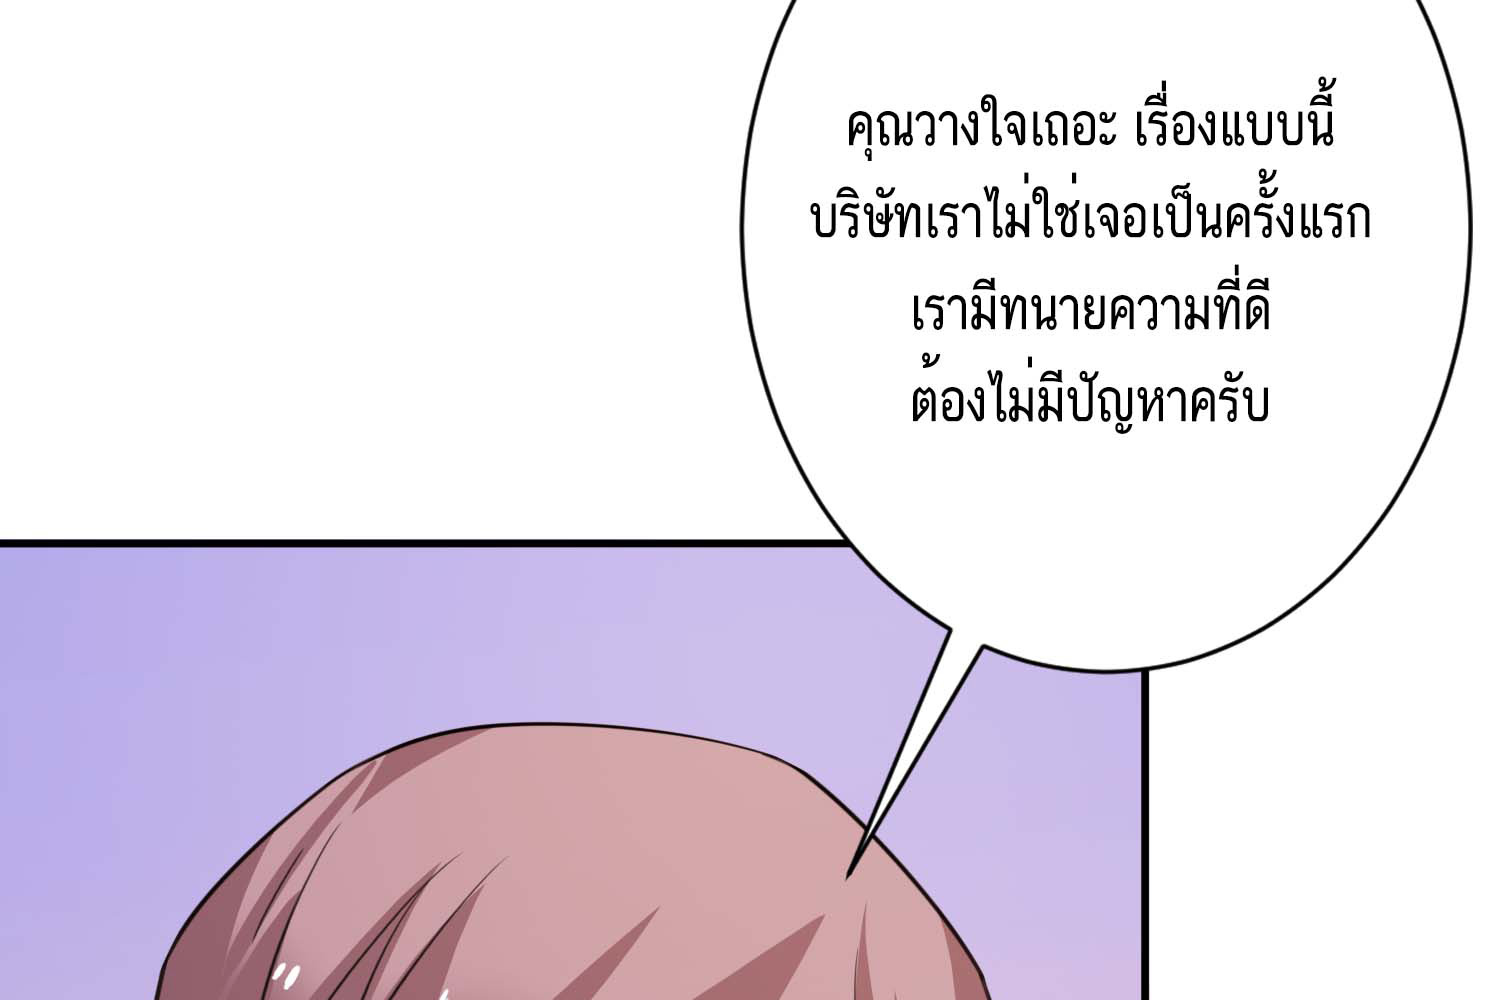 คุณวางใจเถอะ เรื่องแบบนี้
บริษัทเราไม่ใช่เจอเป็นครั้งแรก
เรามีทนายความที่ดี
ต้องไม่มีปัญหาครับ